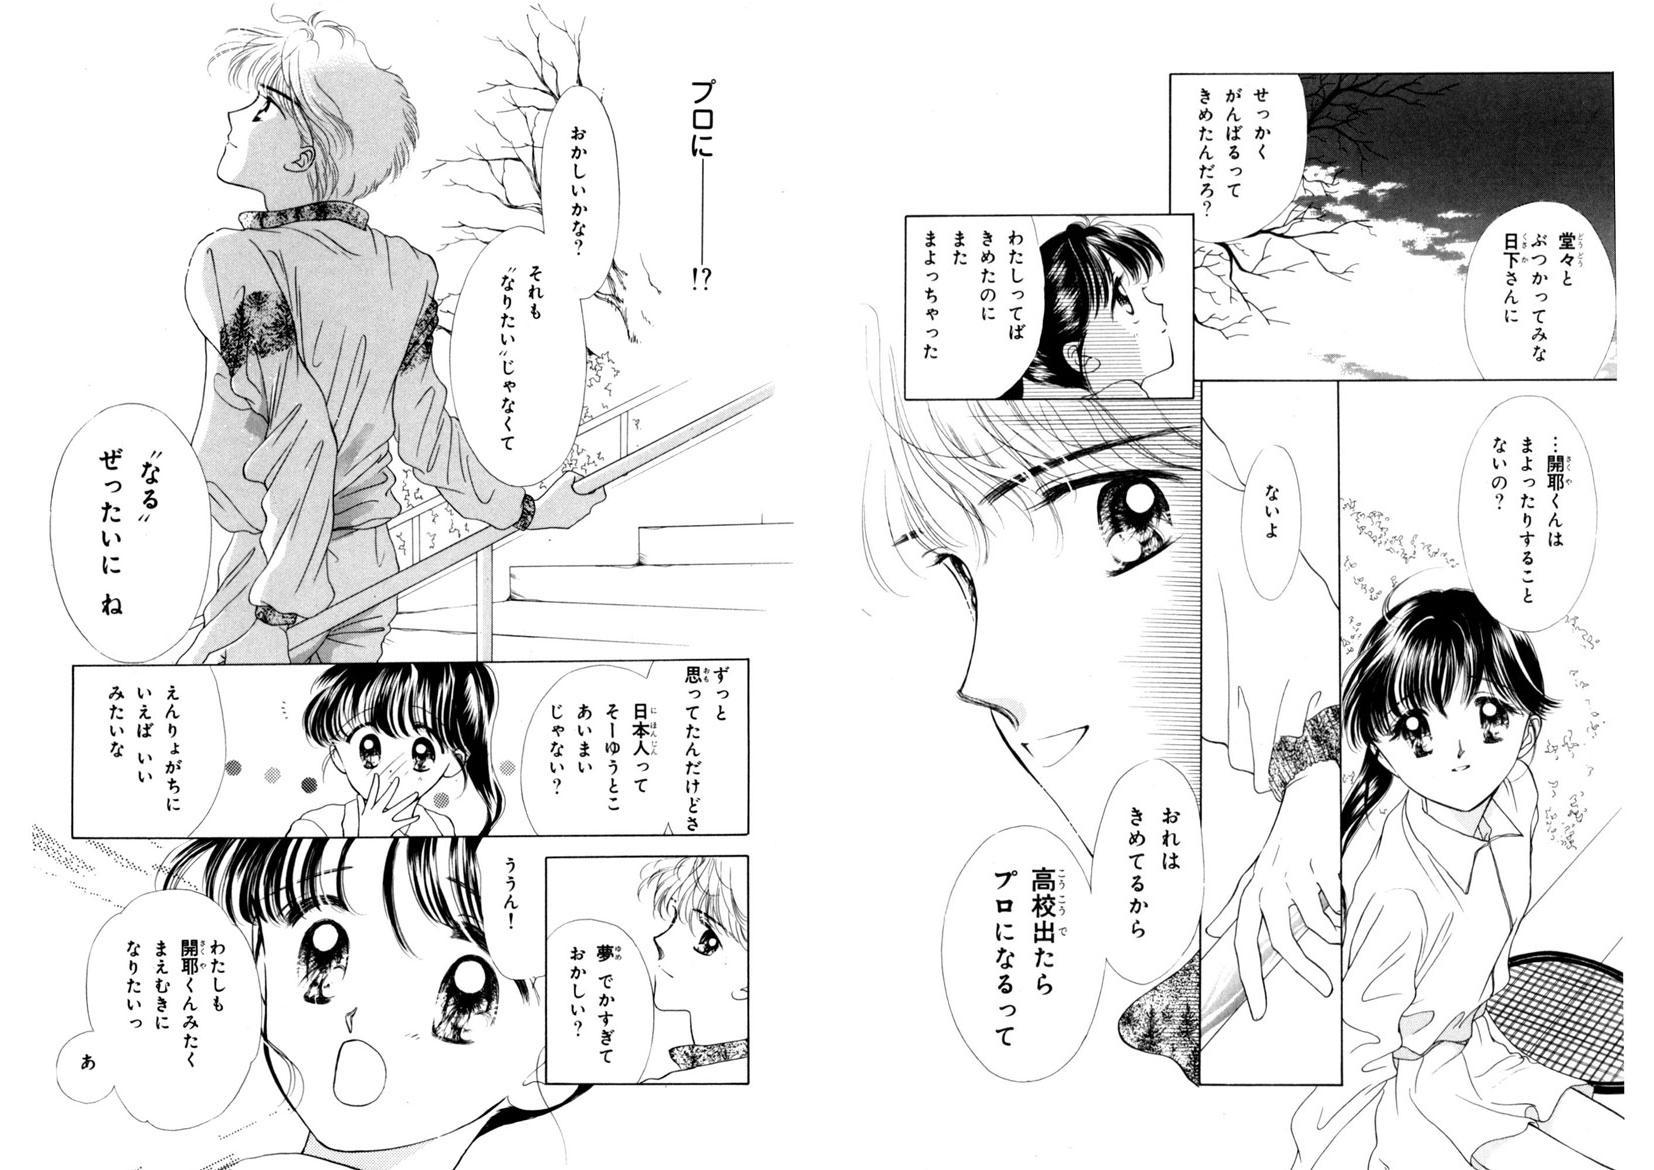 堂々と
ぶつかってみな
日下さんに
せっかく
がんばるって
きめたんだろ？
わたしってば
きめたのに
また
まよっちゃった
…開耶くんは
まよったりすること
ないの？
ないよ
おれは
きめてるから
高校出たら
プロになるって
プロに――!?
おかしいかな？
それも
"なりたい"じゃなくて
"なる"
ぜったいに ね
ずっと
思ってたんだけどさ
日本人って
そーゆうとこ
あいまい
じゃない？
えんりょがちに
いえば いい
みたいな
夢 でかすぎて
おかしい？
ううん！
わたしも
開耶くんみたく
まえむきに
なりたいっ
あ